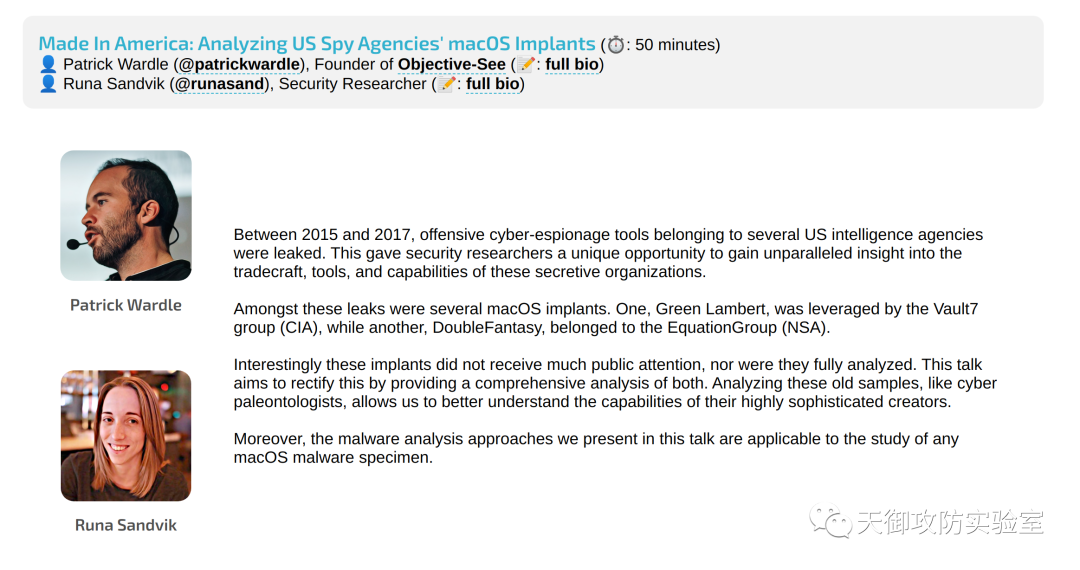 Made In America: Analyzing US Spy Agencies' macOS Implants (⏱️: 50 minutes)
👤 Patrick Wardle (@patrickwardle), Founder of Objective-See (📝: full bio)
👤 Runa Sandvik (@runasand), Security Researcher (📝: full bio)
Patrick Wardle
Between 2015 and 2017, offensive cyber-espionage tools belonging to several US intelligence agencies
were leaked. This gave security researchers a unique opportunity to gain unparalleled insight into the
tradecraft, tools, and capabilities of these secretive organizations.
Amongst these leaks were several macOS implants. One, Green Lambert, was leveraged by the Vault7
group (CIA), while another, DoubleFantasy, belonged to the EquationGroup (NSA).
Interestingly these implants did not receive much public attention, nor were they fully analyzed. This talk
aims to rectify this by providing a comprehensive analysis of both. Analyzing these old samples, like cyber
paleontologists, allows us to better understand the capabilities of their highly sophisticated creators.
Moreover, the malware analysis approaches we present in this talk are applicable to the study of any
macOS malware specimen.
Runa Sandvik
天御攻防实验室